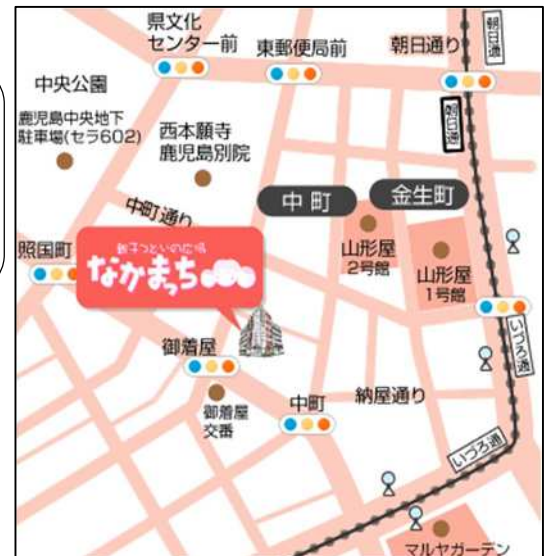 県文化
センター前
東郵便局前
朝日通り
朝日通
中央公園
鹿児島中央地下
駐車場(セラ602)
西本願寺
鹿児島別院
朝日通
中町
金生町
中町通り
山形屋
2号館
山形屋
1号館
照国町
親子つどいの広場
なかまっち
いづろ通
御着屋
御着屋
交番
中町
納屋通り
いづろ通
マルヤガーデン